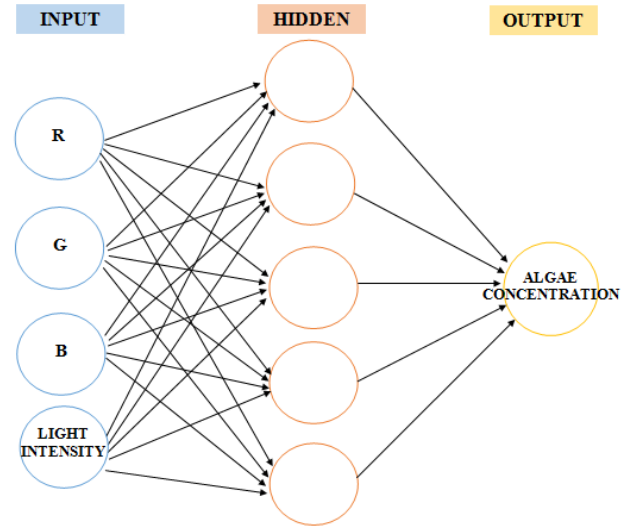 INPUT
HIDDEN
OUTPUT
R
G
B
LIGHT
INTENSITY
ALGAE
CONCENTRATION